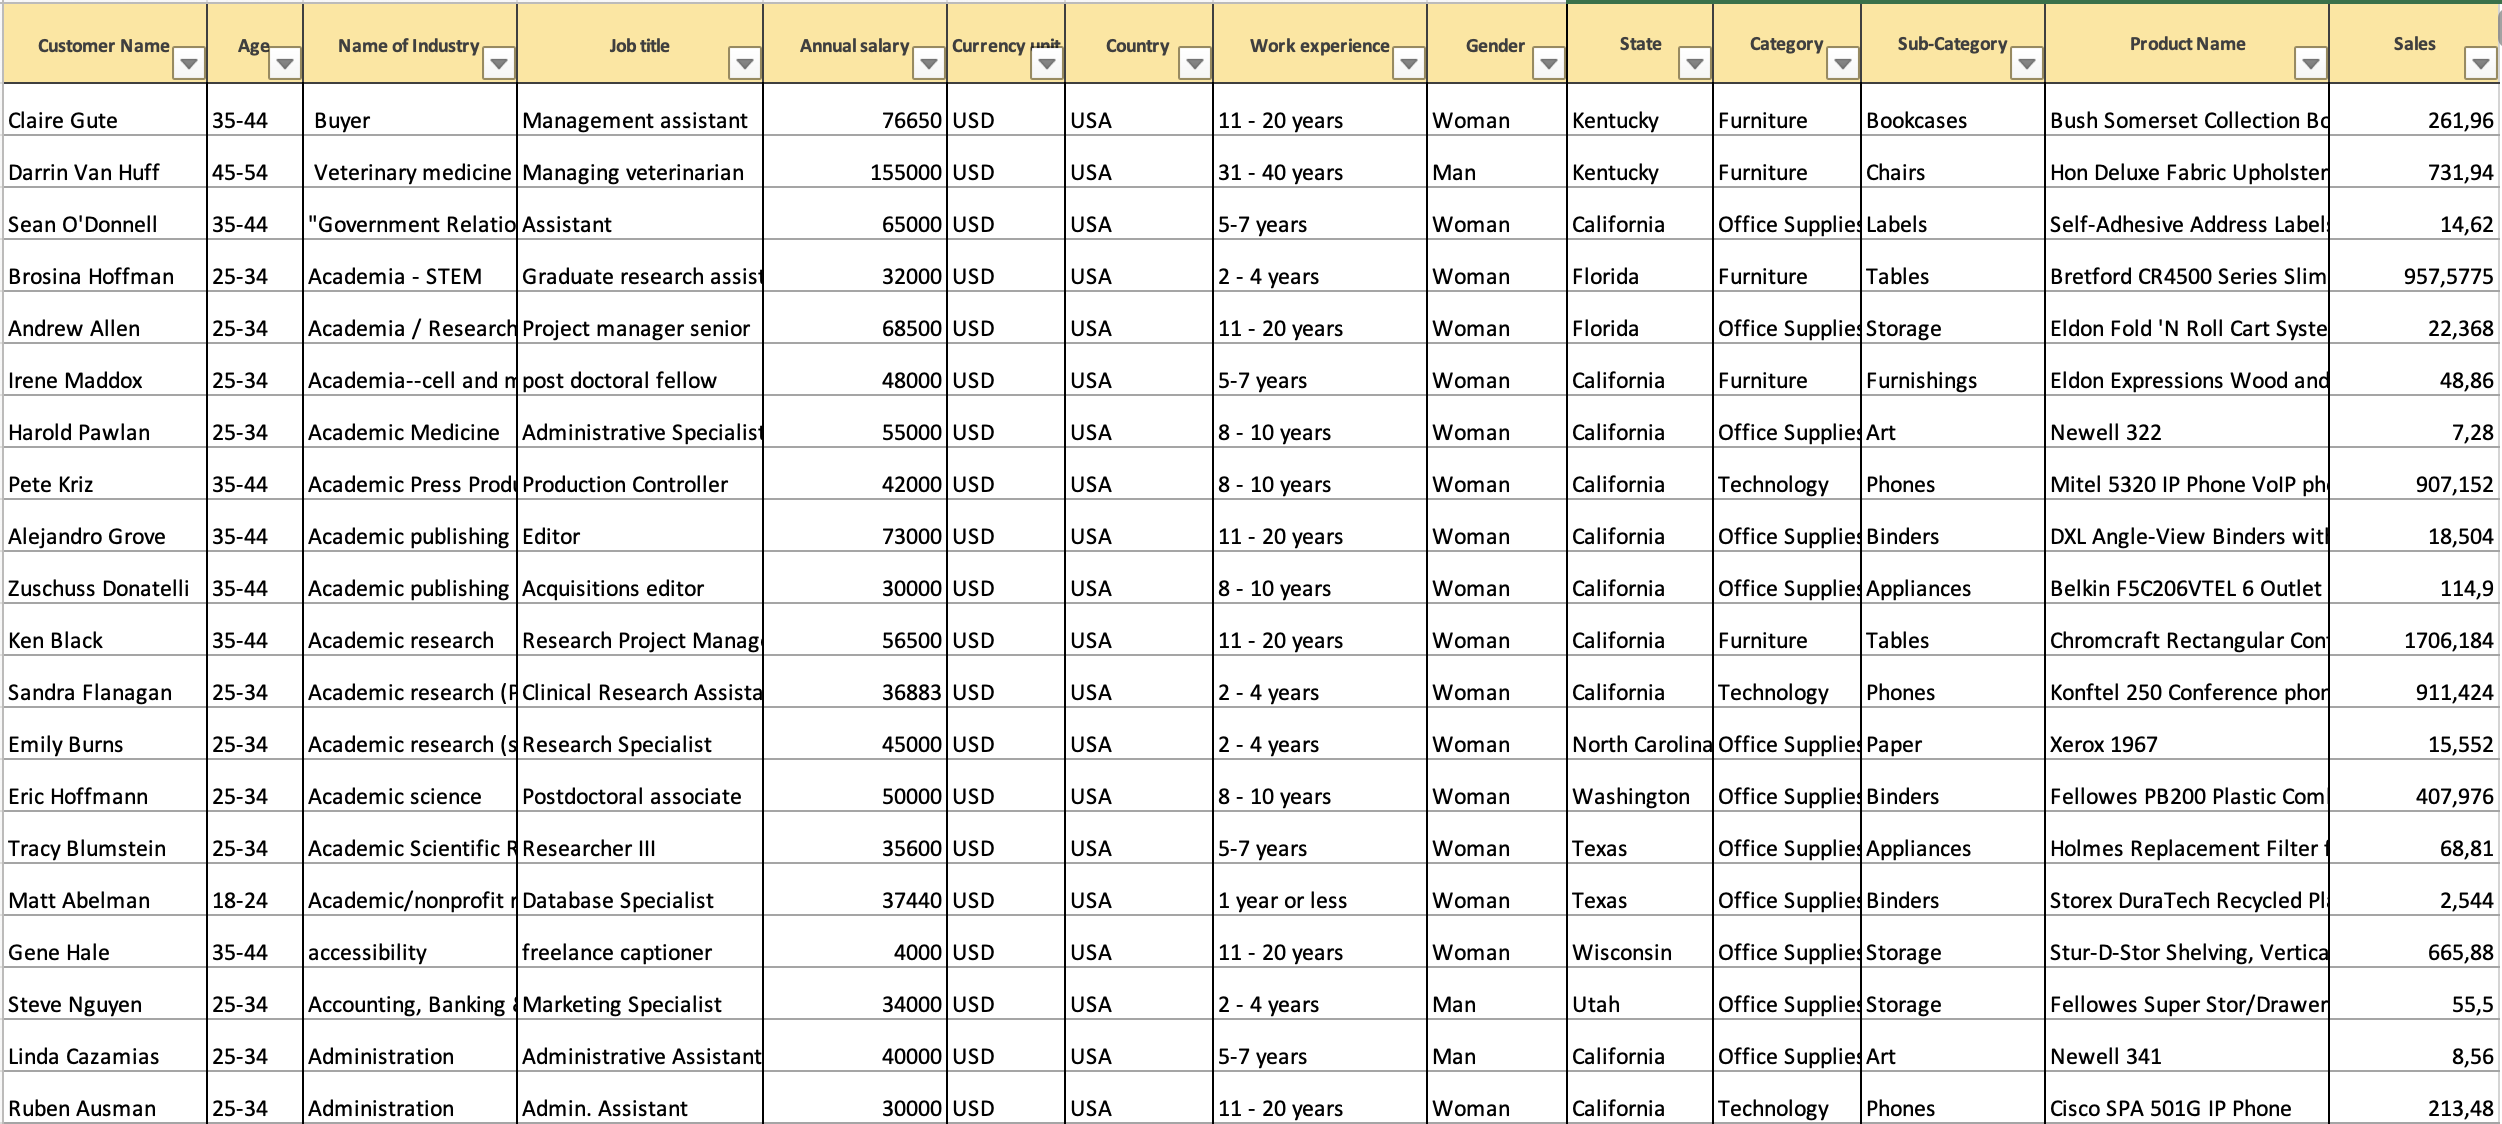 Customer Name Age Name of Industry Job title Annual salary Currency unit Country Work experience Gender State Category Sub-Category Product Name Sales
Claire Gute 35-44 Buyer Management assistant 76650 USD USA 11 - 20 years Woman Kentucky Furniture Bookcases Bush Somerset Collection 261,96
Darrin Van Huff 45-54 Veterinary medicine Managing veterinarian 155000 USD USA 31 - 40 years Man Kentucky Furniture Chairs Hon Deluxe Fabric Upholster 731,94
Sean O'Donnell 35-44 "Government Relatio Assistant 65000 USD USA 5-7 years Woman California Office Supplies Labels Self-Adhesive Address Labels 14,62
Brosina Hoffman 25-34 Academia - STEM Graduate research assist 32000 USD USA 2 - 4 years Woman Florida Furniture Tables Bretford CR4500 Series Slim 957,5775
Andrew Allen 25-34 Academia / Research Project manager senior 68500 USD USA 11 - 20 years Woman Florida Office Supplies Storage Eldon Fold 'N Roll Cart Syste 22,368
Irene Maddox 25-34 Academia--cell and post doctoral fellow 48000 USD USA 5-7 years Woman California Furniture Furnishings Eldon Expressions Wood and 48,86
Harold Pawlan 25-34 Academic Medicine Administrative Specialist 55000 USD USA 8 - 10 years Woman California Office Supplies Art Newell 322 7,28
Pete Kriz 35-44 Academic Press Produ Production Controller 42000 USD USA 8 - 10 years Woman California Technology Phones Mitel 5320 IP Phone VoIP ph 907,152
Alejandro Grove 35-44 Academic publishing Editor 73000 USD USA 11 - 20 years Woman California Office Supplies Binders DXL Angle-View Binders with 18,504
Zuschuss Donatelli 35-44 Academic publishing Acquisitions editor 30000 USD USA 8 - 10 years Woman California Office Supplies Appliances Belkin F5C206VTEL 6 Outlet 114,9
Ken Black 35-44 Academic research Research Project Manag 56500 USD USA 11 - 20 years Woman California Furniture Tables Chromcraft Rectangular Con 1706,184
Sandra Flanagan 25-34 Academic research Clinical Research Assista 36883 USD USA 2 - 4 years Woman California Technology Phones Konftel 250 Conference phon 911,424
Emily Burns 25-34 Academic research (s Research Specialist 45000 USD USA 2 - 4 years Woman North Carolina Office Supplies Paper Xerox 1967 15,552
Eric Hoffmann 25-34 Academic science Postdoctoral associate 50000 USD USA 8 - 10 years Woman Washington Office Supplies Binders Fellowes PB200 Plastic Com 407,976
Tracy Blumstein 25-34 Academic Scientific R Researcher III 35600 USD USA 5-7 years Woman Texas Office Supplies Appliances Holmes Replacement Filter 68,81
Matt Abelman 18-24 Academic/nonprofit Database Specialist 37440 USD USA 1 year or less Woman Texas Office Supplies Binders Storex DuraTech Recycled Pl 2,544
Gene Hale 35-44 accessibility freelance captioner 4000 USD USA 11 - 20 years Woman Wisconsin Office Supplies Storage Stur-D-Stor Shelving, Vertica 665,88
Steve Nguyen 25-34 Accounting, Banking & Marketing Specialist 34000 USD USA 2 - 4 years Man Utah Office Supplies Storage Fellowes Super Stor/Drawer 55,5
Linda Cazamias 25-34 Administration Administrative Assistant 40000 USD USA 5-7 years Man California Office Supplies Art Newell 341 8,56
Ruben Ausman 25-34 Administration Admin. Assistant 30000 USD USA 11 - 20 years Woman California Technology Phones Cisco SPA 501G IP Phone 213,48